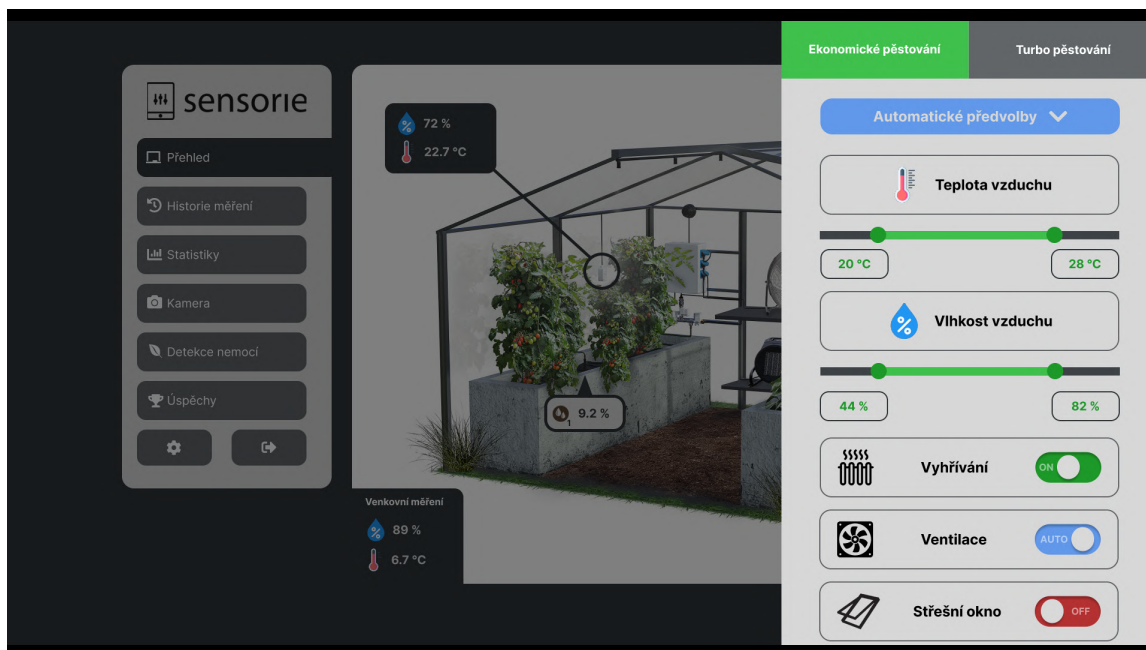 sensorie
Přehled
Historie měření
Statistiky
Kamera
Detekce nemocí
Úspěchy
72 %
22.7 °C
1
9.2 %
Venkovní měření
89 %
6.7 °C
Ekonomické pěstování
Turbo pěstování
Automatické předvolby
Teplota vzduchu
20 °C
28 °C
%
Vlhkost vzduchu
44 %
82 %
Vyhřívání
ON
Ventilace
AUTO
Střešní okno
OFF